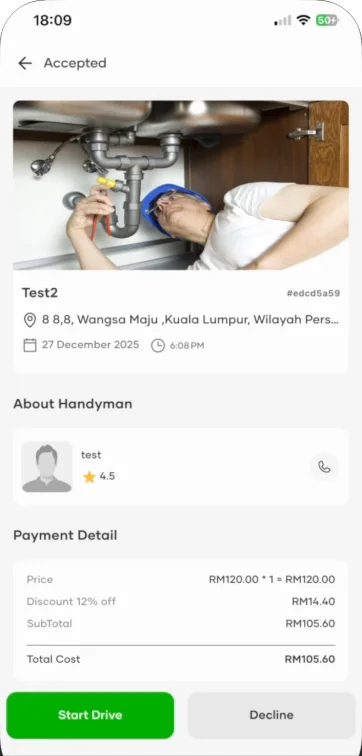 18:09
50
Accepted
Test2
#edcd5a59
8 8,8, Wangsa Maju ,Kuala Lumpur, Wilayah Pers...
27 December 2025 6:08 PM
About Handyman
test
4.5
Payment Detail
Price RM120.00 * 1 = RM120.00
Discount 12% off RM14.40
SubTotal RM105.60
Total Cost RM105.60
Start Drive Decline